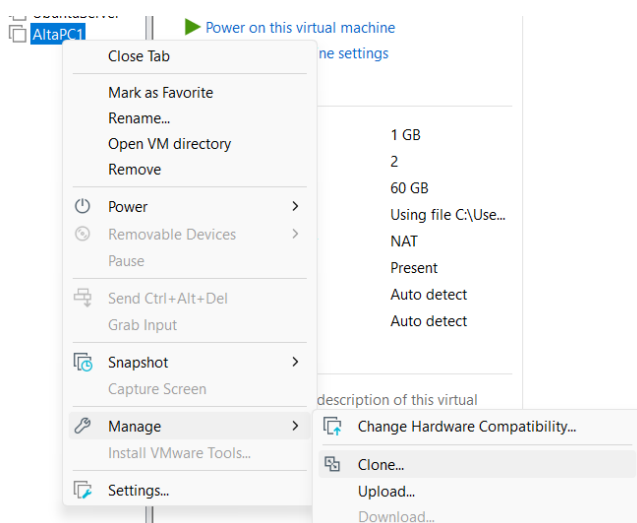 AltaPC1
Power on this virtual machine
ne settings
Close Tab
Mark as Favorite
Rename...
Open VM directory
Remove
Power
Removable Devices
Pause
Send Ctrl+Alt+Del
Grab Input
Snapshot
Capture Screen
Manage
Install VMware Tools...
Settings...
1 GB
2
60 GB
Using file C:\Use...
NAT
Present
Auto detect
Auto detect
description of this virtual
Change Hardware Compatibility...
Clone...
Upload...
Download...